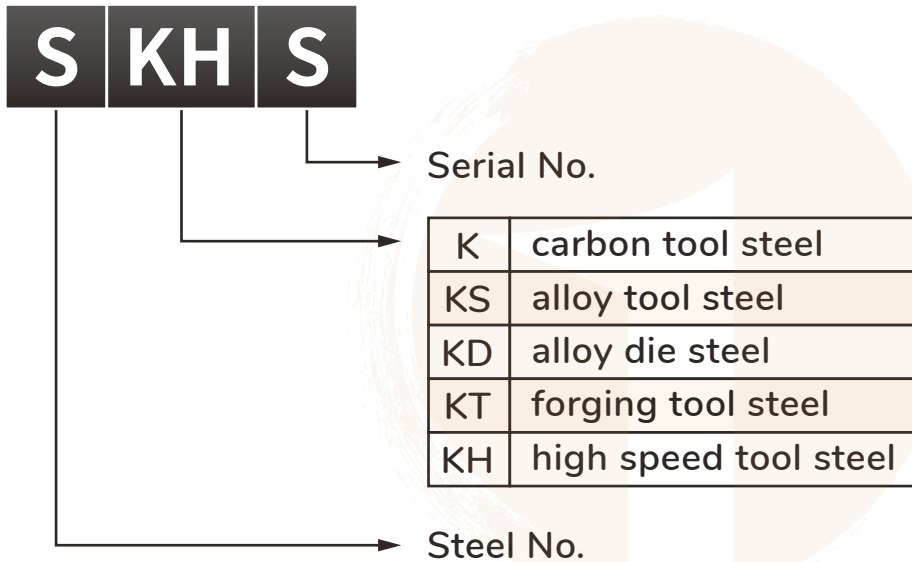 S KH S
Serial No.
K carbon tool steel
KS alloy tool steel
KD alloy die steel
KT forging tool steel
KH high speed tool steel
Steel No.